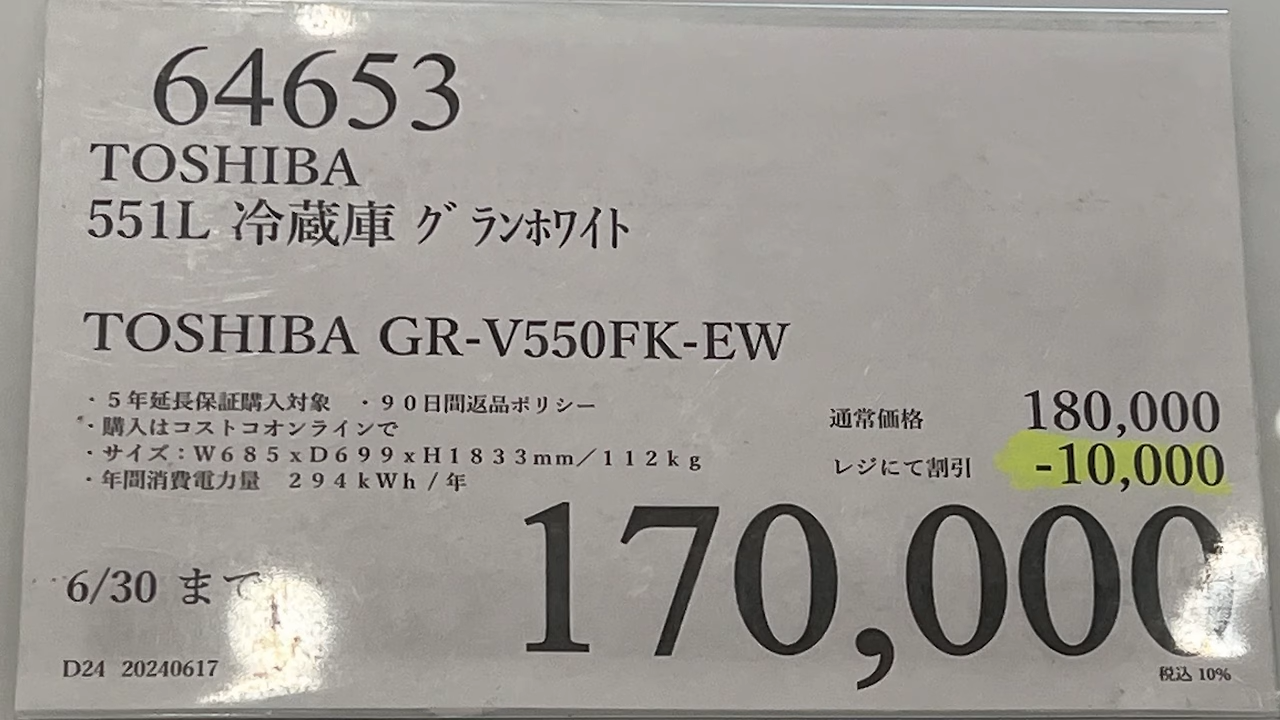 64653
TOSHIBA
551L 冷蔵庫 ｸﾞﾗﾝﾎﾜｲﾄ
TOSHIBA GR-V550FK-EW
・５年延長保証購入対象　・９０日間返品ポリシー
・購入はコストコオンラインで
・サイズ：Ｗ６８５ｘＤ６９９ｘＨ１８３３mm／１１２ｋｇ
・年間消費電力量　２９４ｋＷｈ／年
通常価格 180,000
レジにて割引 -10,000
170,000
6/30 まで
D24 20240617
税込 10%